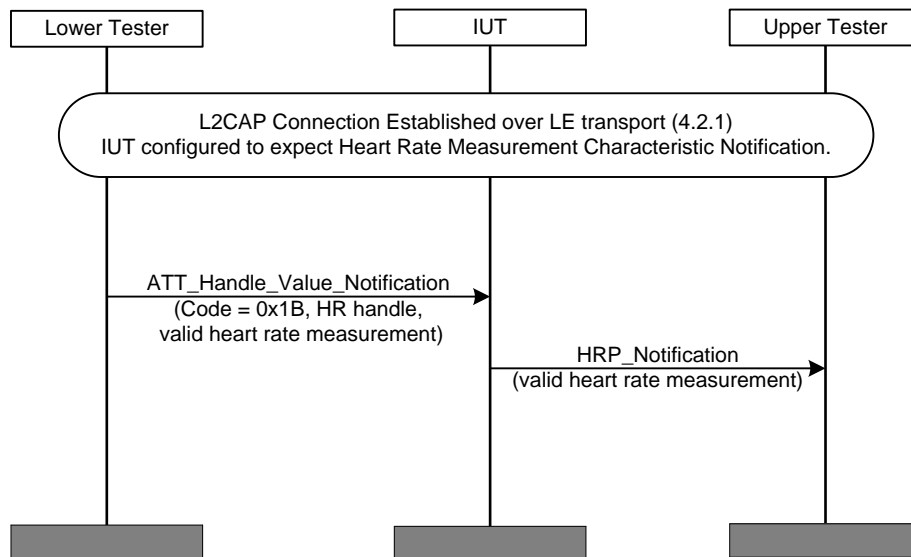 Lower Tester
IUT
Upper Tester
L2CAP Connection Established over LE transport (4.2.1)
IUT configured to expect Heart Rate Measurement Characteristic Notification.
ATT_Handle_Value_Notification
(Code = 0x1B, HR handle,
valid heart rate measurement)
HRP_Notification
(valid heart rate measurement)